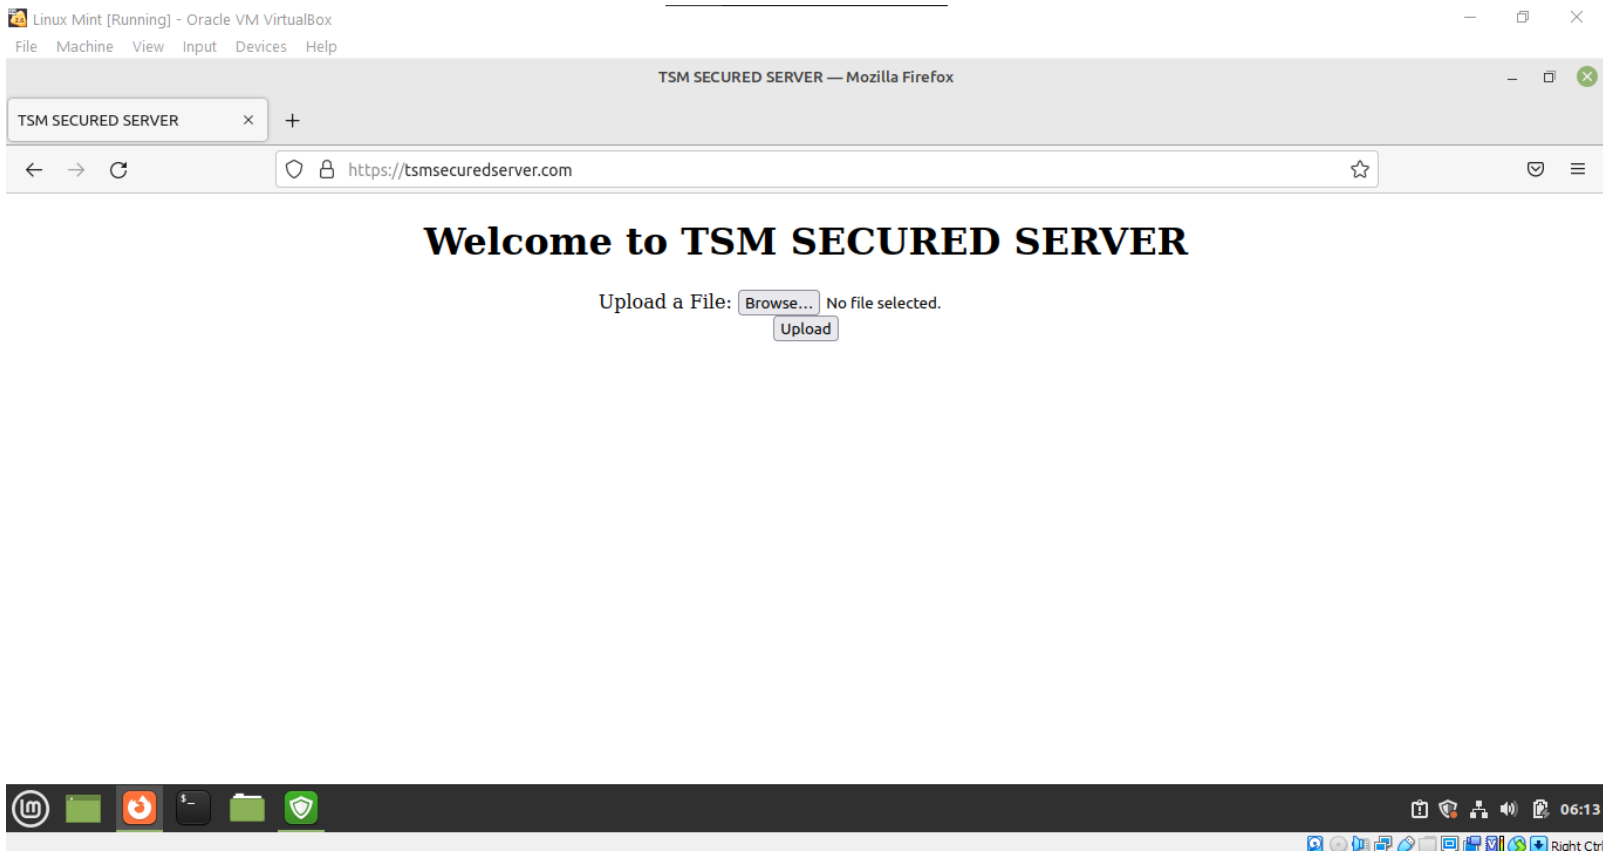 Linux Mint [Running] - Oracle VM VirtualBox
File Machine View Input Devices Help
TSM SECURED SERVER — Mozilla Firefox
TSM SECURED SERVER
https://tsmsecuredserver.com
Welcome to TSM SECURED SERVER
Upload a File: Browse... No file selected.
Upload
$_
06:13
Right Ctrl